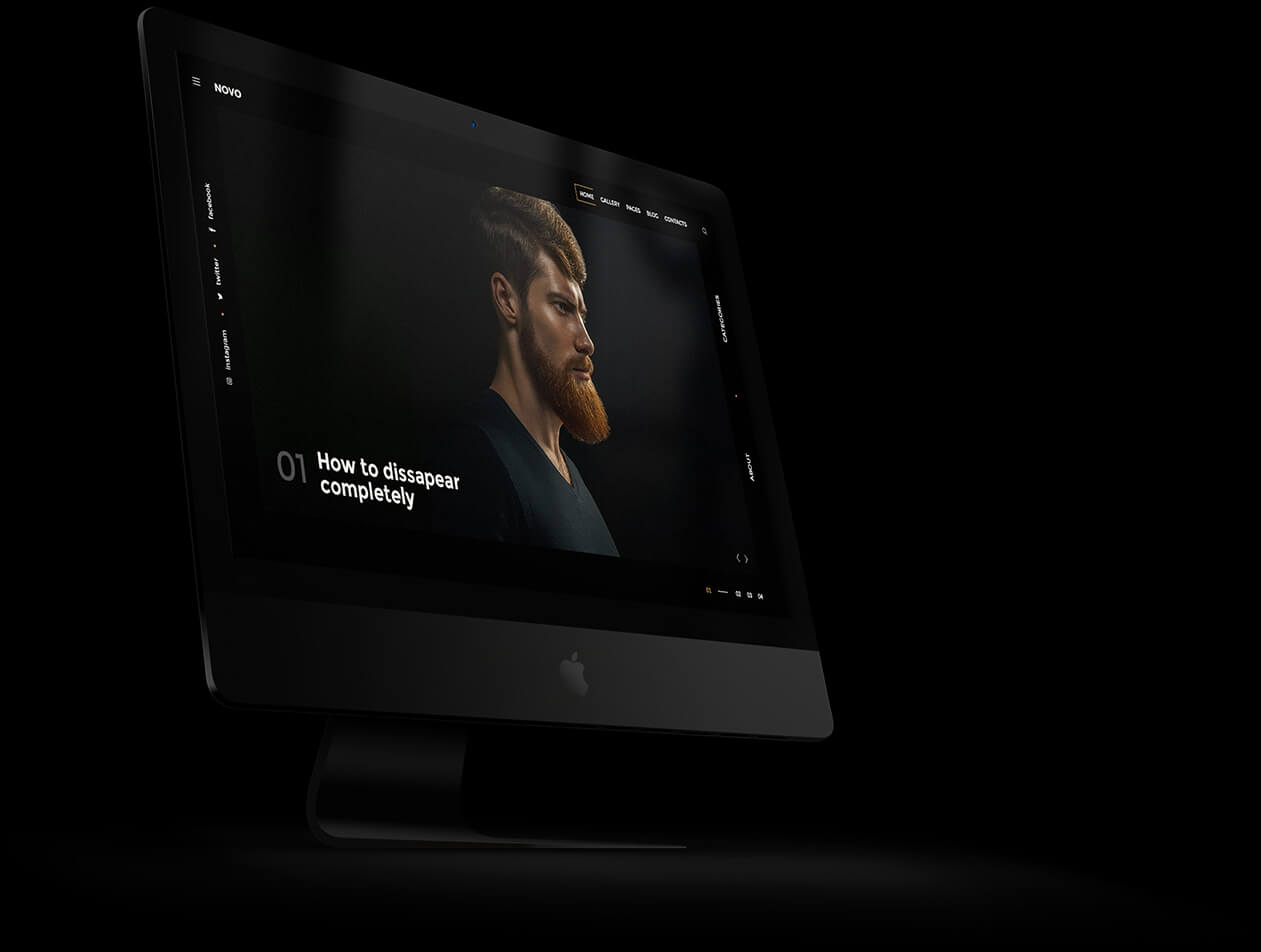 NOVO
HOME GALLERY PAGES BLOG CONTACTS
facebook
twitter
instagram
CATEGORIES
ABOUT
01 How to dissapear
completely
01 02 03 04